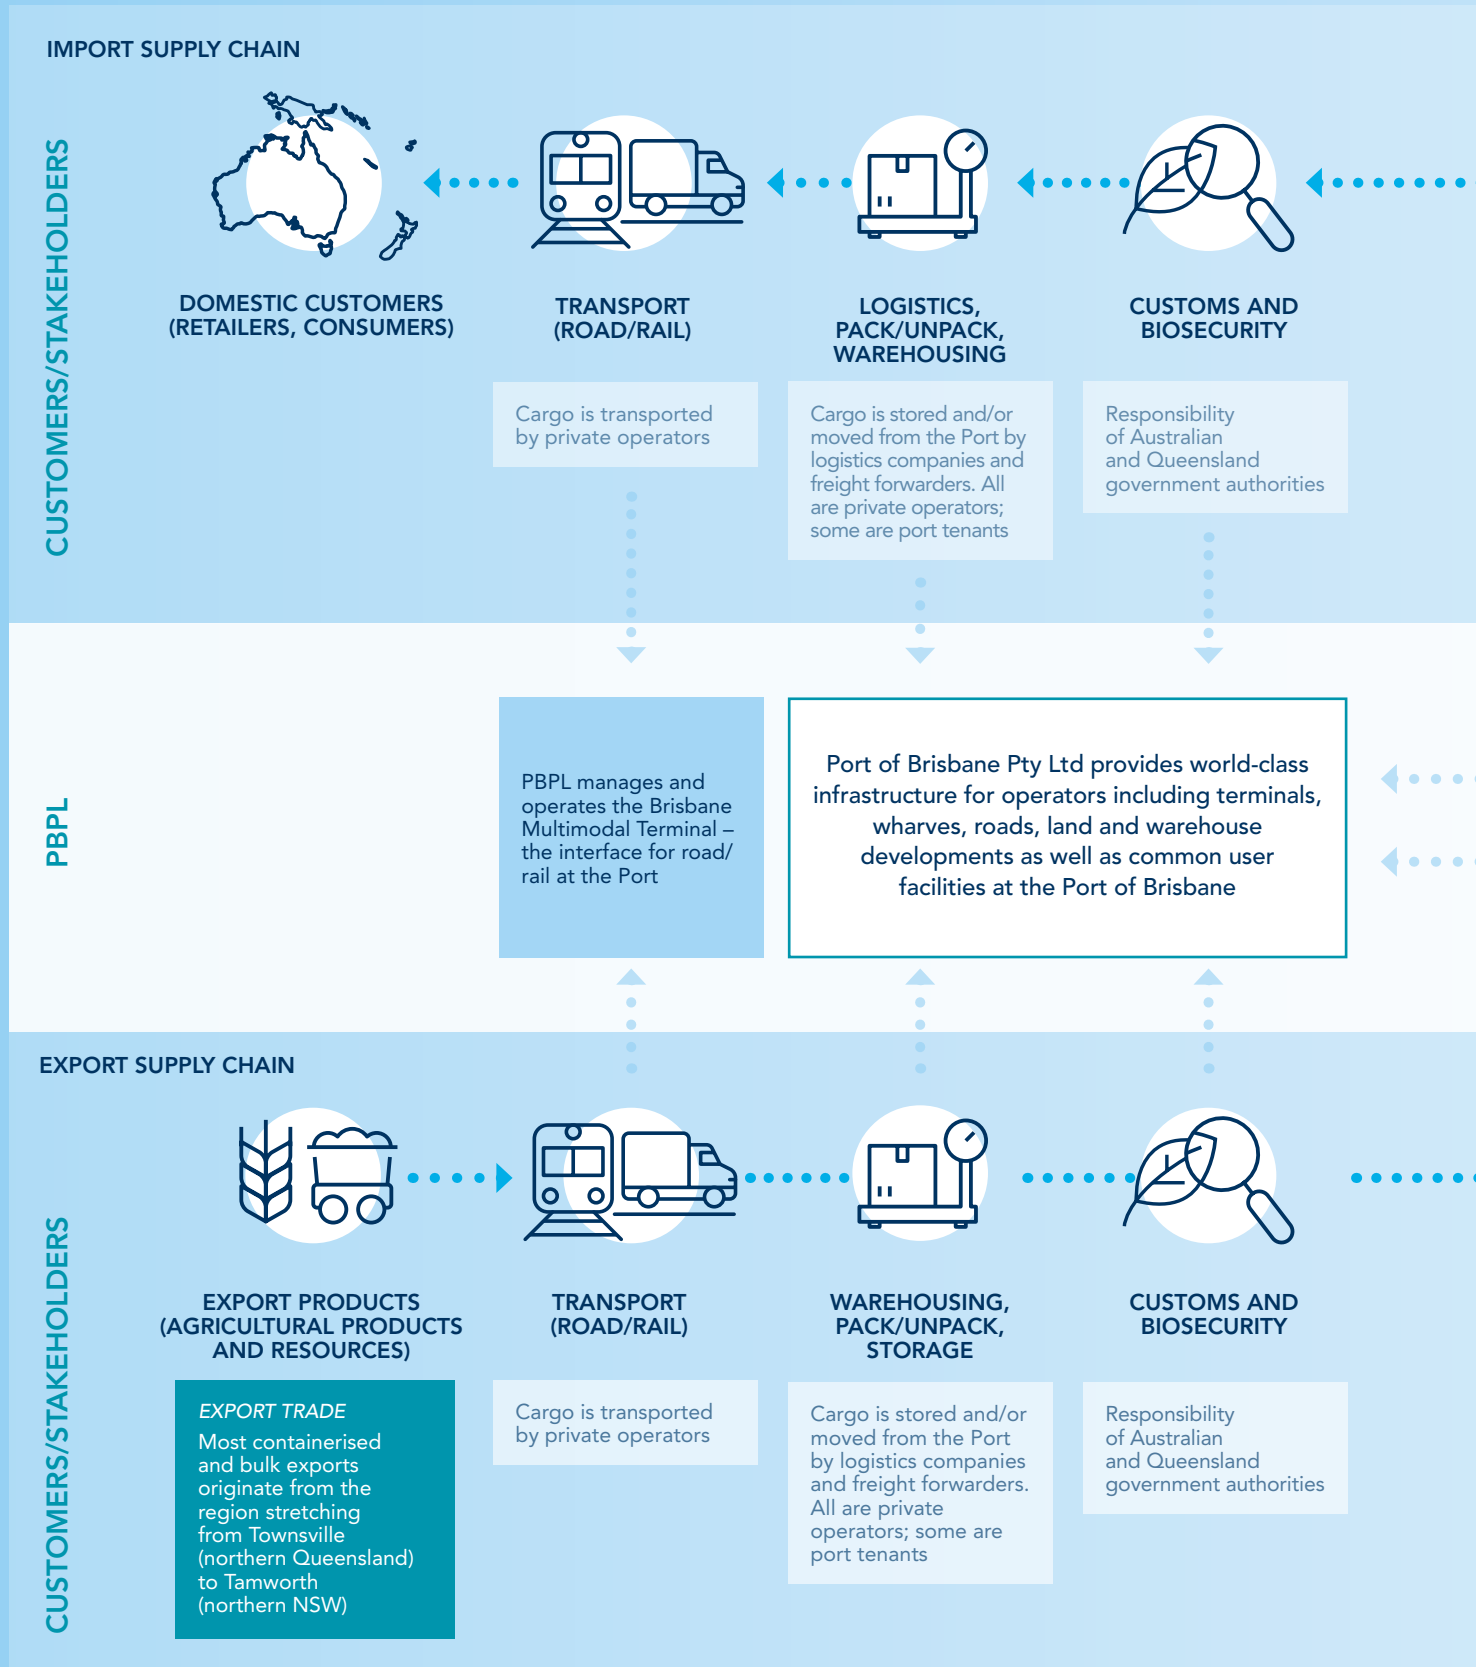 IMPORT SUPPLY CHAIN
CUSTOMERS/STAKEHOLDERS
DOMESTIC CUSTOMERS
(RETAILERS, CONSUMERS)
TRANSPORT
(ROAD/RAIL)
Cargo is transported
by private operators
LOGISTICS,
PACK/UNPACK,
WAREHOUSING
Cargo is stored and/or
moved from the Port by
logistics companies and
freight forwarders. All
are private operators;
some are port tenants
CUSTOMS AND
BIOSECURITY
Responsibility
of Australian
and Queensland
government authorities
PBPL
PBPL manages and
operates the Brisbane
Multimodal Terminal –
the interface for road/
rail at the Port
Port of Brisbane Pty Ltd provides world-class
infrastructure for operators including terminals,
wharves, roads, land and warehouse
developments as well as common user
facilities at the Port of Brisbane
EXPORT SUPPLY CHAIN
CUSTOMERS/STAKEHOLDERS
EXPORT PRODUCTS
(AGRICULTURAL PRODUCTS
AND RESOURCES)
EXPORT TRADE
Most containerised
and bulk exports
originate from the
region stretching
from Townsville
(northern Queensland)
to Tamworth
(northern NSW)
TRANSPORT
(ROAD/RAIL)
Cargo is transported
by private operators
WAREHOUSING,
PACK/UNPACK,
STORAGE
Cargo is stored and/or
moved from the Port
by logistics companies
and freight forwarders.
All are private
operators; some are
port tenants
CUSTOMS AND
BIOSECURITY
Responsibility
of Australian
and Queensland
government authorities